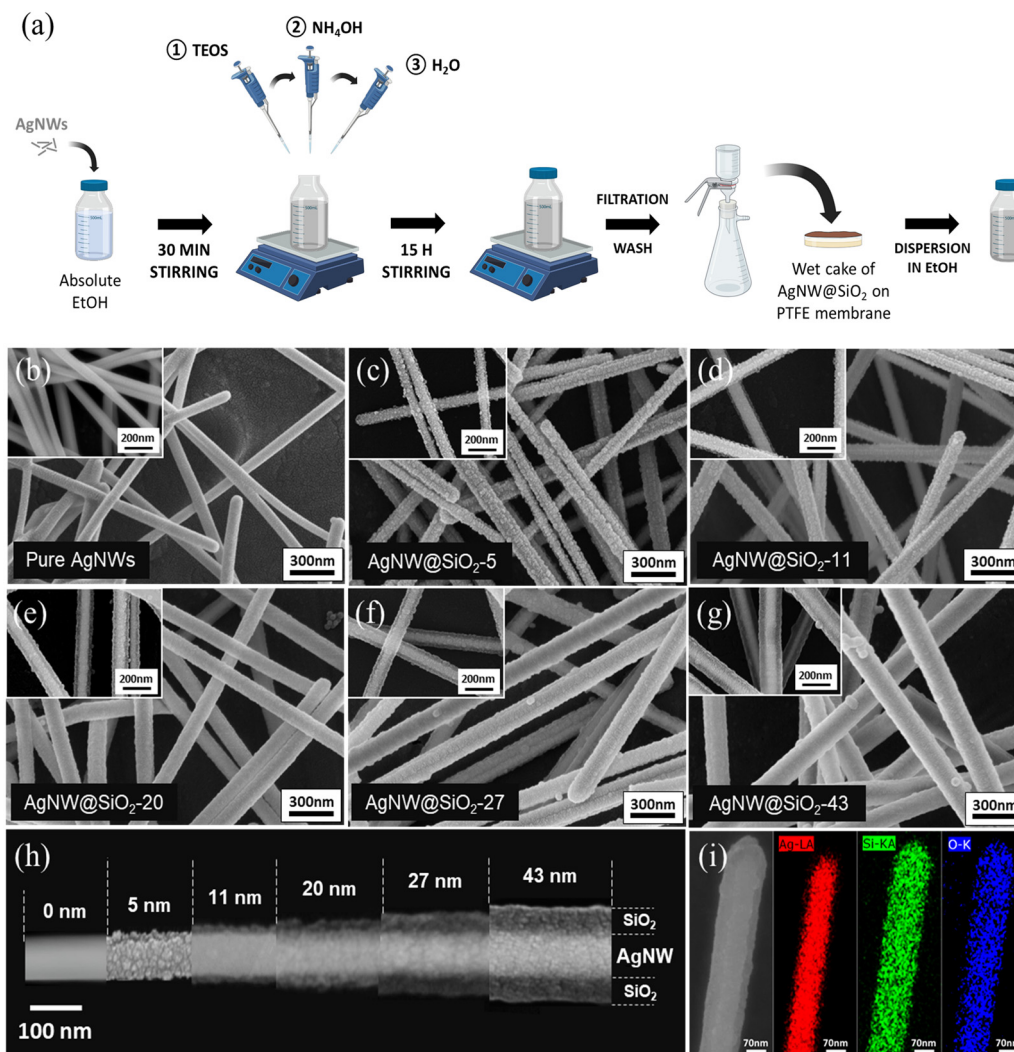 (a)
① TEOS
② NH₄OH
③ H₂O
AgNWs
Absolute
EtOH
30 MIN
STIRRING
15 H
STIRRING
FILTRATION
WASH
Wet cake of
AgNW@SiO₂ on
PTFE membrane
DISPERSION
IN EtOH
(b)
200nm
Pure AgNWs
300nm
(c)
200nm
AgNW@SiO₂-5
300nm
(d)
200nm
AgNW@SiO₂-11
300nm
(e)
200nm
AgNW@SiO₂-20
300nm
(f)
200nm
AgNW@SiO₂-27
300nm
(g)
200nm
AgNW@SiO₂-43
300nm
(h)
0 nm
5 nm
11 nm
20 nm
27 nm
43 nm
SiO₂
AgNW
SiO₂
100 nm
(i)
Ag-LA
Si-KA
O-K
70nm
70nm
70nm
70nm